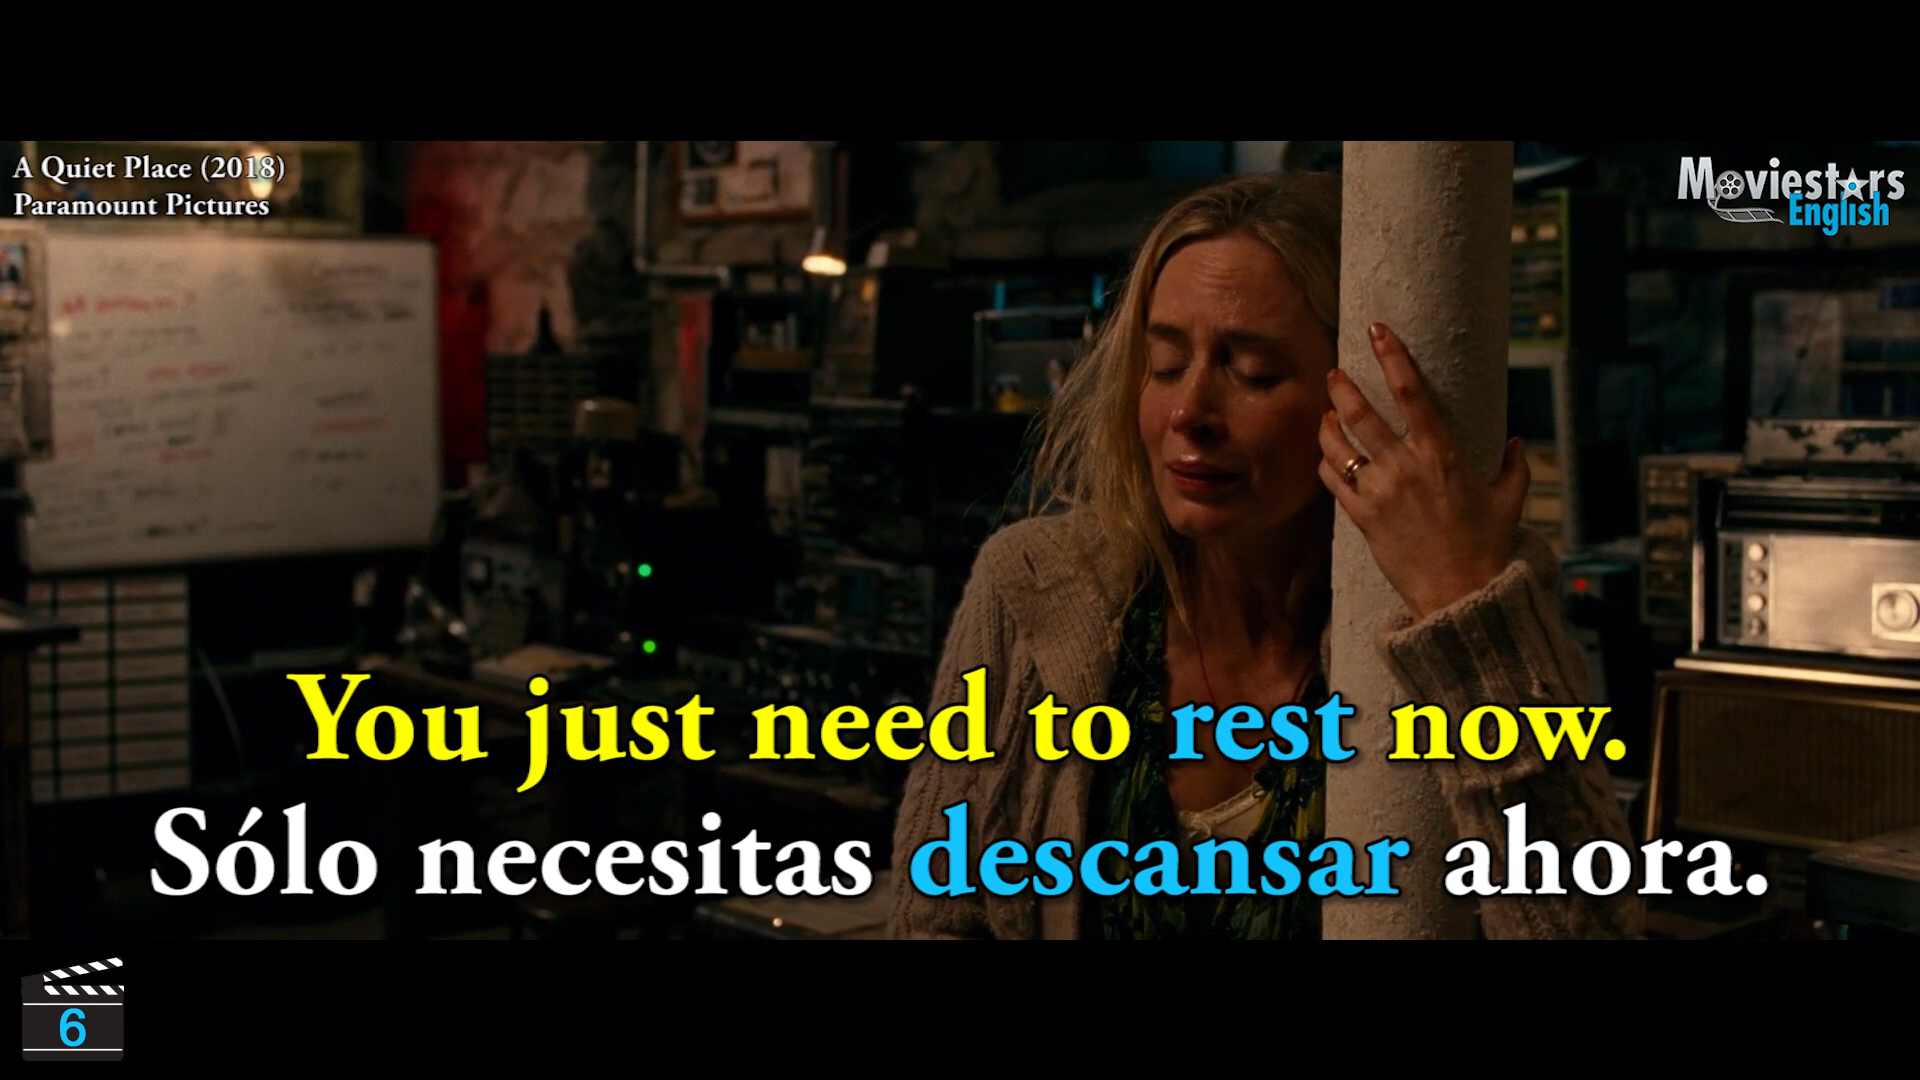 A Quiet Place (2018)
Paramount Pictures
Moviestars
English
You just need to rest now.
Sólo necesitas descansar ahora.
6